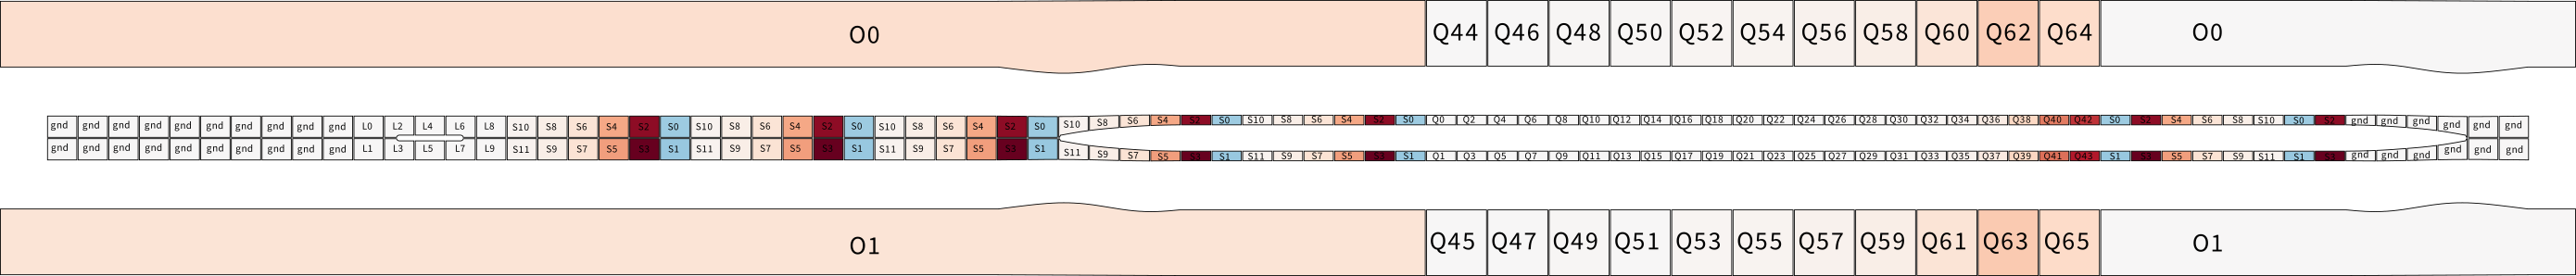 O0 Q44 Q46 Q48 Q50 Q52 Q54 Q56 Q58 Q60 Q62 Q64 O0
gnd gnd gnd gnd gnd gnd gnd gnd gnd gnd L0 L2 L4 L6 L8 S10 S8 S6 S4 S2 S0 S10 S8 S6 S4 S2 S0 S10 S8 S6 S4 S2 S0 S10 S8 S6 S4 S2 S0 S10 S8 S6 S4 S2 S0 Q0 Q2 Q4 Q6 Q8 Q10 Q12 Q14 Q16 Q18 Q20 Q22 Q24 Q26 Q28 Q30 Q32 Q34 Q36 Q38 Q40 Q42 S0 S2 S4 S6 S8 S10 S0 S2 gnd gnd gnd gnd gnd gnd
gnd gnd gnd gnd gnd gnd gnd gnd gnd gnd L1 L3 L5 L7 L9 S11 S9 S7 S5 S3 S1 S11 S9 S7 S5 S3 S1 S11 S9 S7 S5 S3 S1 S11 S9 S7 S5 S3 S1 S11 S9 S7 S5 S3 S1 Q1 Q3 Q5 Q7 Q9 Q11 Q13 Q15 Q17 Q19 Q21 Q23 Q25 Q27 Q29 Q31 Q33 Q35 Q37 Q39 Q41 Q43 S1 S3 S5 S7 S9 S11 S1 S3 gnd gnd gnd gnd gnd gnd
O1 Q45 Q47 Q49 Q51 Q53 Q55 Q57 Q59 Q61 Q63 Q65 O1